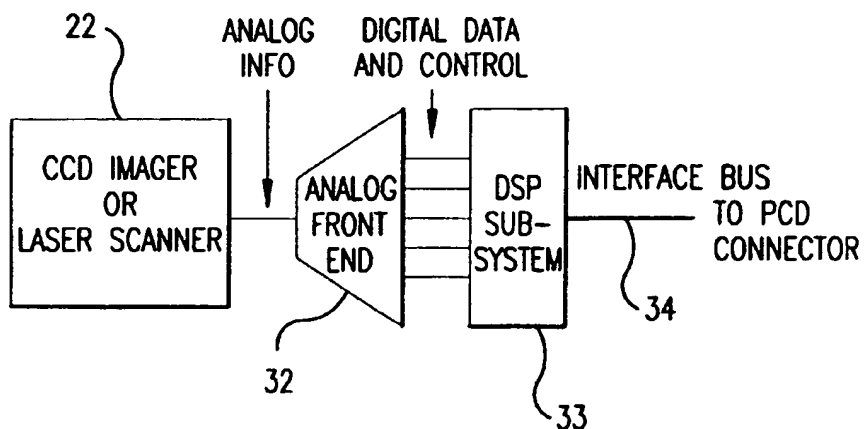 22
ANALOG
INFO
DIGITAL DATA
AND CONTROL
CCD IMAGER
OR
LASER SCANNER
ANALOG
FRONT
END
DSP
SUB-
SYSTEM
INTERFACE BUS
TO PCD
CONNECTOR
32
33
34